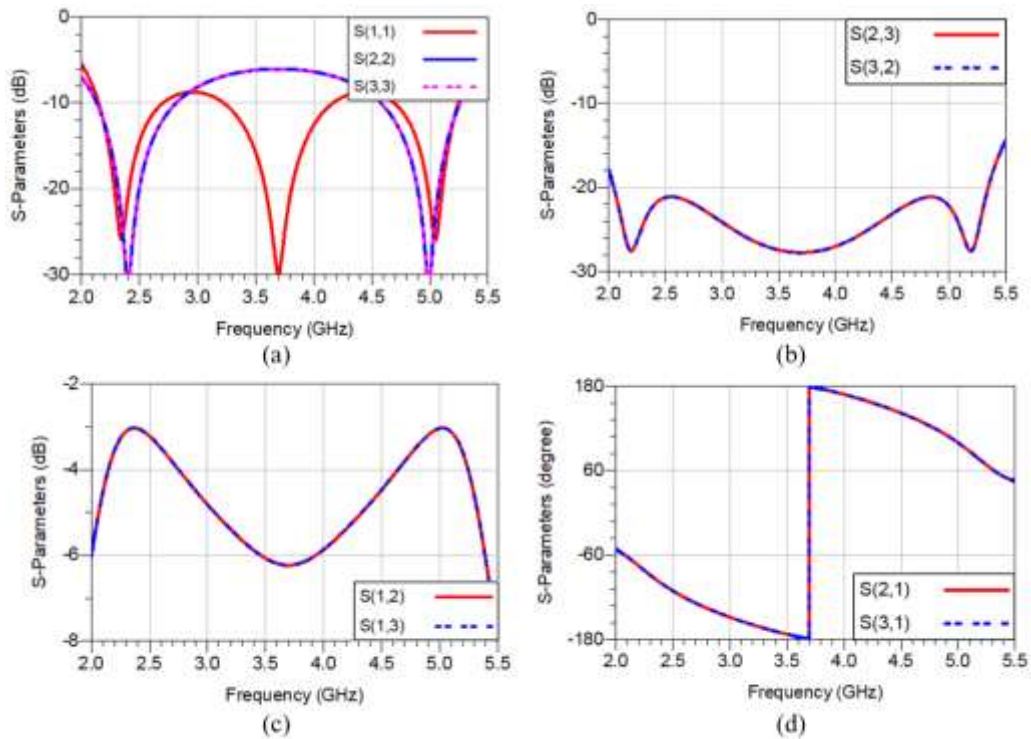 0
-10
-20
-30
S-Parameters (dB)
S(1,1)
S(2,2)
S(3,3)
2.0 2.5 3.0 3.5 4.0 4.5 5.0 5.5
Frequency (GHz)
(a)
0
-10
-20
-30
S-Parameters (dB)
S(2,3)
S(3,2)
2.0 2.5 3.0 3.5 4.0 4.5 5.0 5.5
Frequency (GHz)
(b)
-2
-4
-6
-8
S-Parameters (dB)
S(1,2)
S(1,3)
2.0 2.5 3.0 3.5 4.0 4.5 5.0 5.5
Frequency (GHz)
(c)
180
60
-60
-180
S-Parameters (degree)
S(2,1)
S(3,1)
2.0 2.5 3.0 3.5 4.0 4.5 5.0 5.5
Frequency (GHz)
(d)